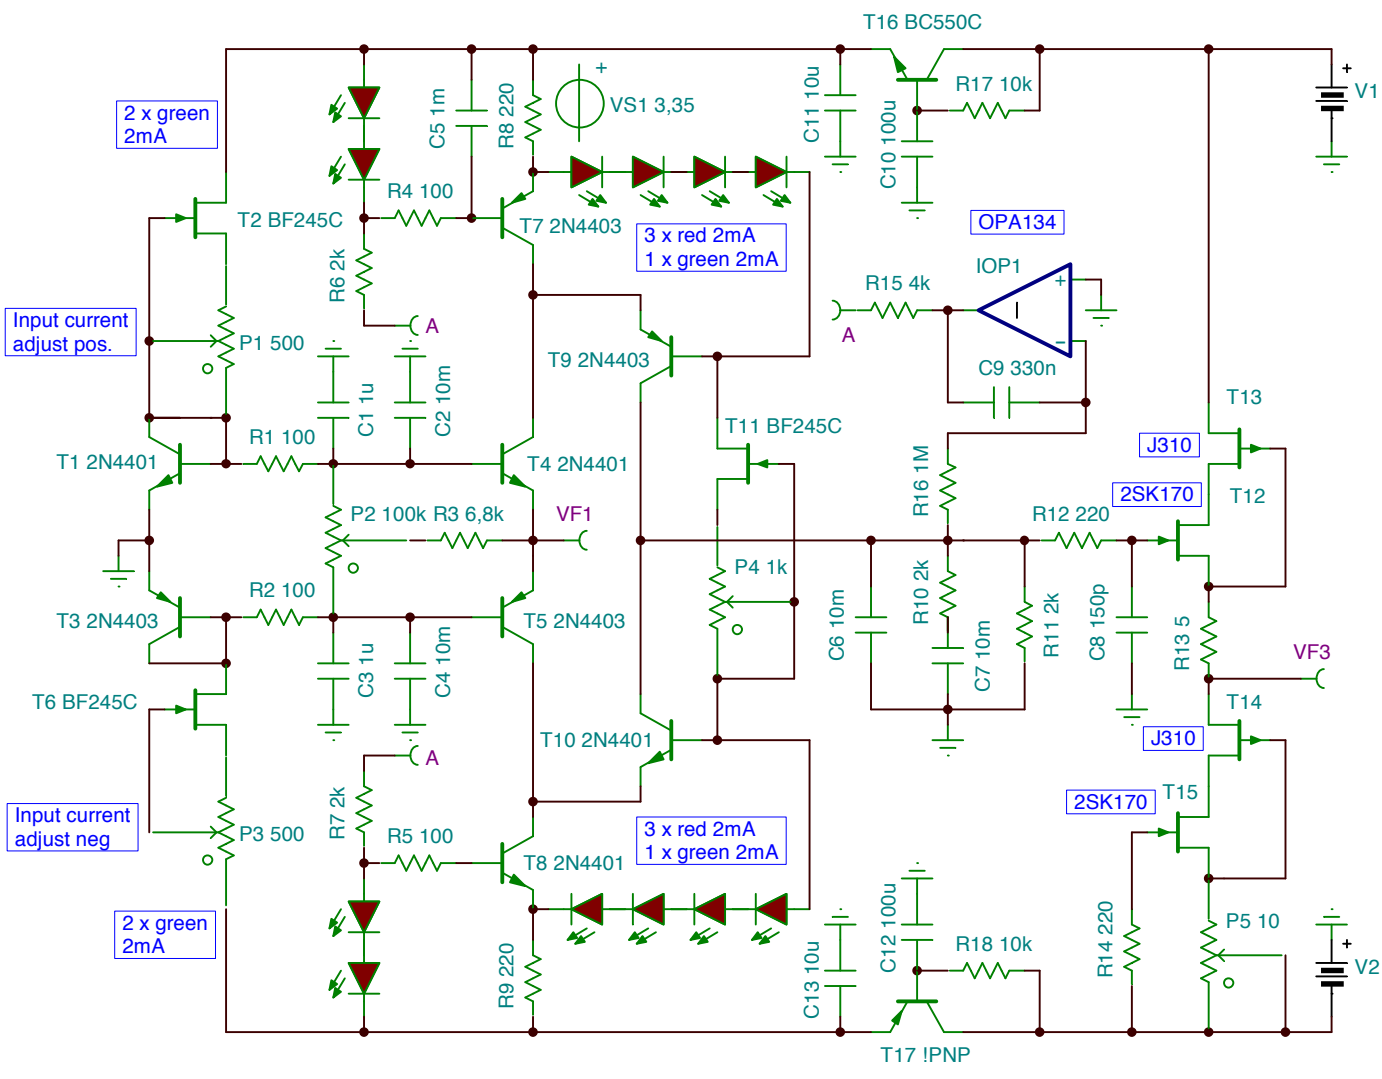 T16 BC550C
R17 10k
V1
+
2 x green
2mA
C5 1m
R8 220
+
VS1 3,35
C11 10u
C10 100u
R4 100
T2 BF245C
T7 2N4403
3 x red 2mA
1 x green 2mA
OPA134
IOP1
R6 2k
R15 4k
A
A
C9 330n
Input current
adjust pos.
P1 500
C1 1u
C2 10m
T9 2N4403
T13
J310
R1 100
T11 BF245C
T1 2N4401
T4 2N4401
R16 1M
2SK170
T12
P2 100k
R3 6,8k
VF1
R12 220
P4 1k
R2 100
T3 2N4403
T5 2N4403
C6 10m
R10 2k
C7 10m
R11 2k
C8 150p
R13 5
VF3
T6 BF245C
C3 1u
C4 10m
T10 2N4401
T14
J310
A
R7 2k
2SK170
T15
Input current
adjust neg
P3 500
R5 100
T8 2N4401
3 x red 2mA
1 x green 2mA
2 x green
2mA
R9 220
C13 10u
C12 100u
R18 10k
R14 220
P5 10
+
V2
T17 !PNP